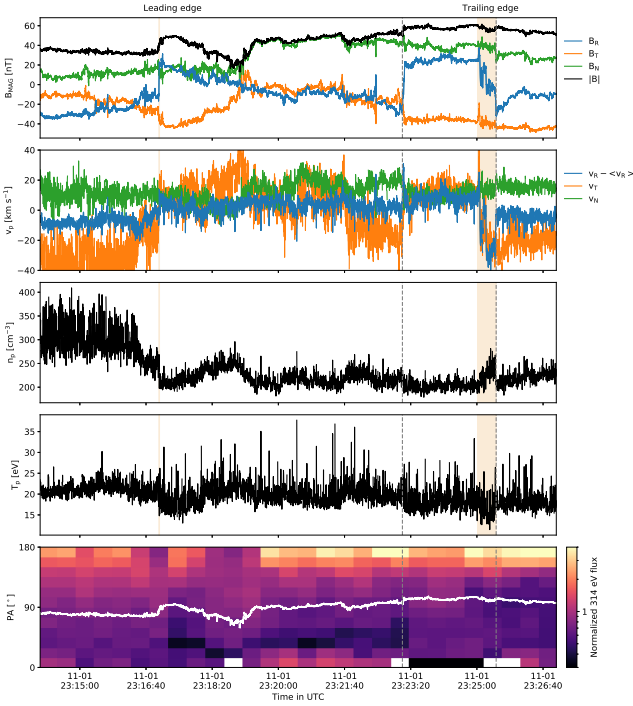 Leading edge
Trailing edge
60
40
20
0
−20
−40
B_MAG [nT]
B_R
B_T
B_N
|B|
40
20
0
−20
−40
v_p [km s⁻¹]
v_R − <v_R >
v_T
v_N
400
350
300
250
200
n_p [cm⁻³]
35
30
25
20
15
T_p [eV]
180
90
0
PA [°]
1
Normalized 314 eV flux
11-01 11-01 11-01 11-01 11-01 11-01 11-01 11-01
23:15:00 23:16:40 23:18:20 23:20:00 23:21:40 23:23:20 23:25:00 23:26:40
Time in UTC